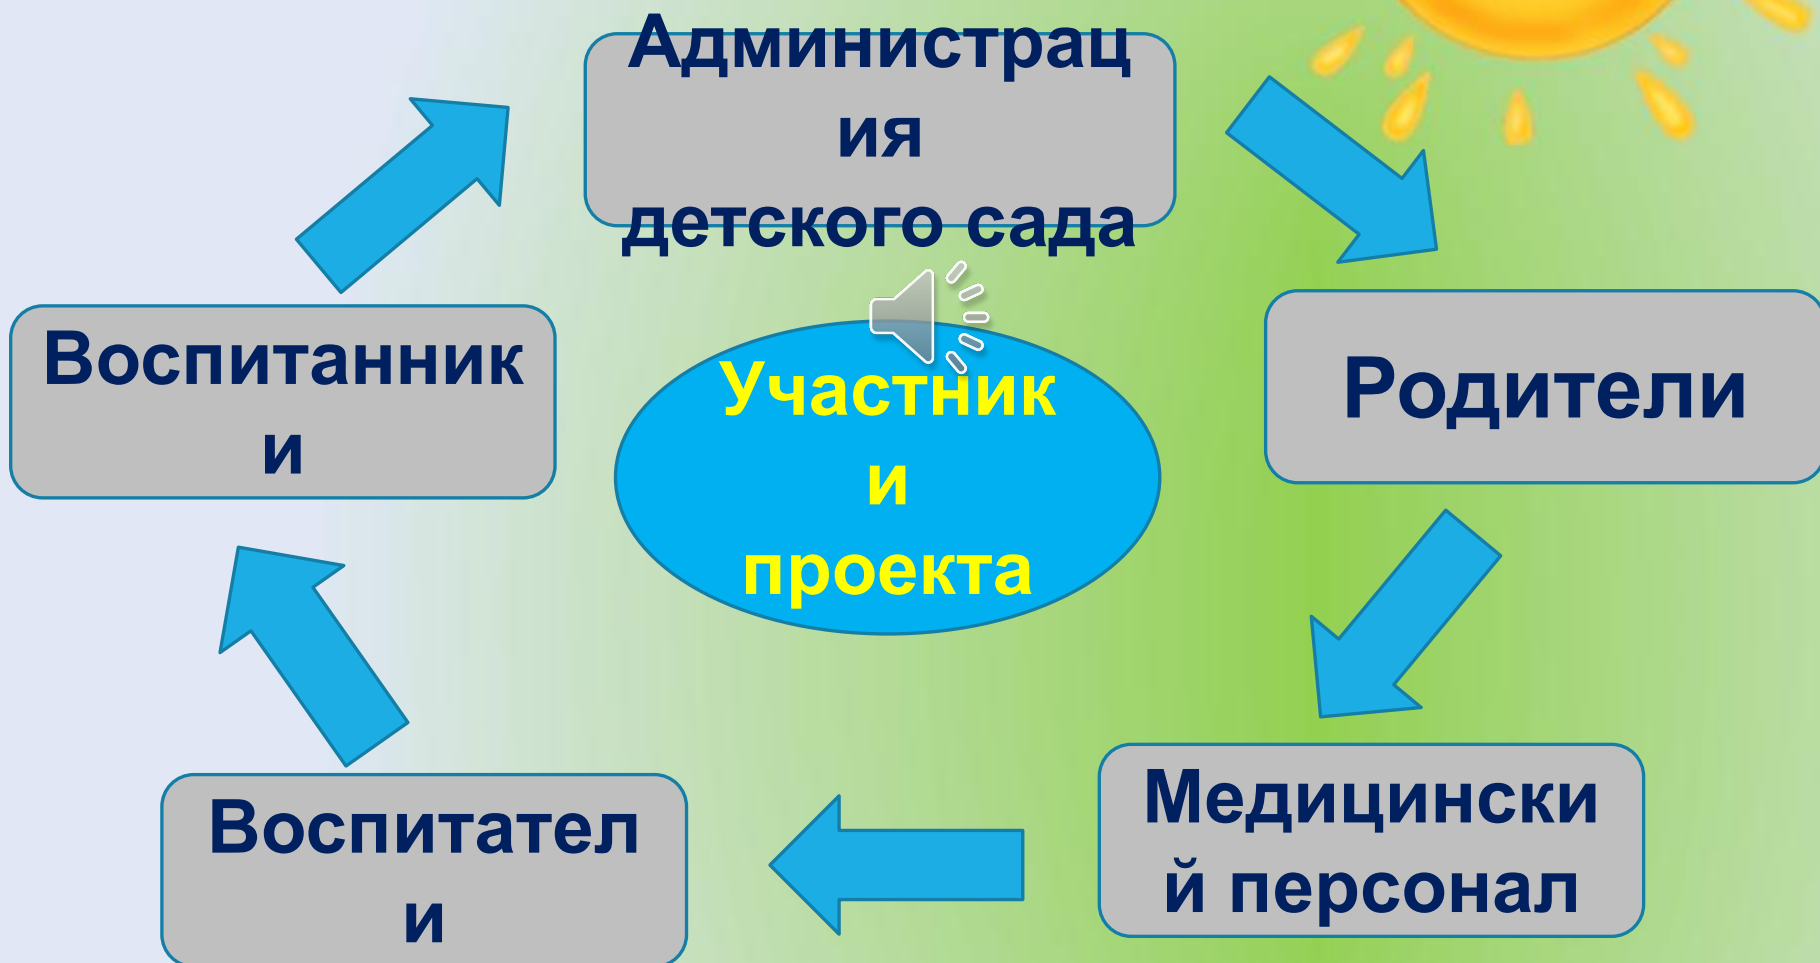 Администрац
ия
детского сада
Воспитанник
и
Участник
и
проекта
Родители
Медицински
й персонал
Воспитател
и